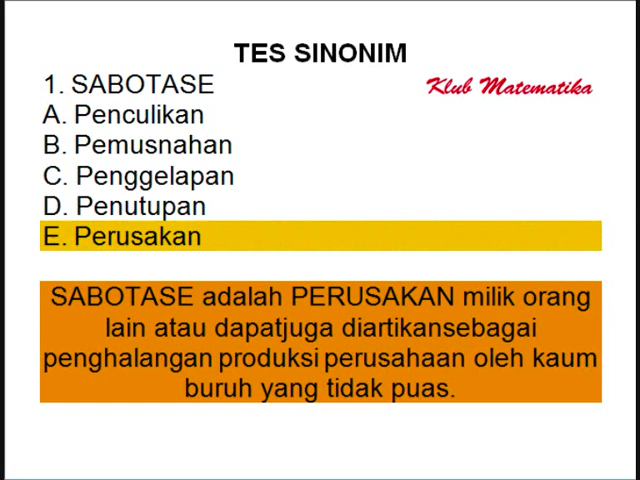 TES SINONIM
1. SABOTASE
Klub Matematika
A. Penculikan
B. Pemusnahan
C. Penggelapan
D. Penutupan
E. Perusakan
SABOTASE adalah PERUSAKAN milik orang
lain atau dapatjuga diartikansebagai
penghalangan produksi perusahaan oleh kaum
buruh yang tidak puas.